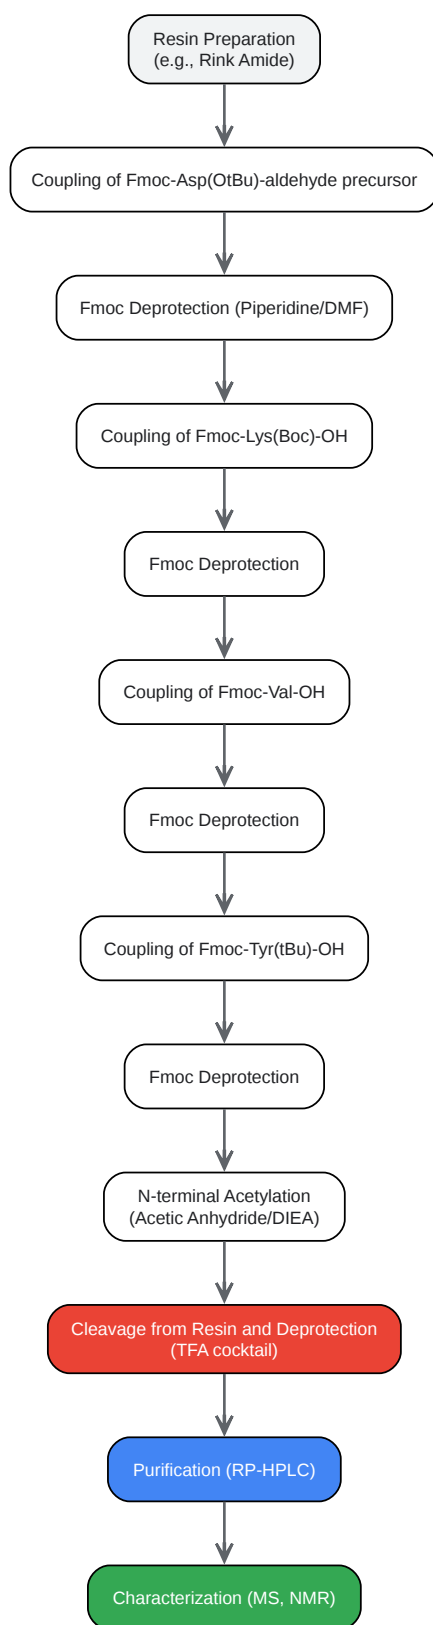 Resin Preparation
(e.g., Rink Amide)
Coupling of Fmoc-Asp(OtBu)-aldehyde precursor
Fmoc Deprotection (Piperidine/DMF)
Coupling of Fmoc-Lys(Boc)-OH
Fmoc Deprotection
Coupling of Fmoc-Val-OH
Fmoc Deprotection
Coupling of Fmoc-Tyr(tBu)-OH
Fmoc Deprotection
N-terminal Acetylation
(Acetic Anhydride/DIEA)
Cleavage from Resin and Deprotection
(TFA cocktail)
Purification (RP-HPLC)
Characterization (MS, NMR)